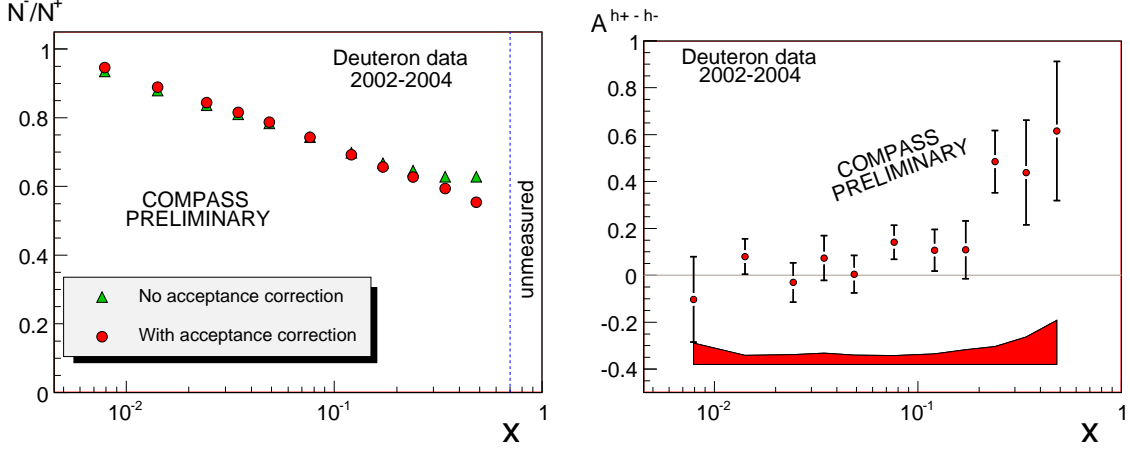 N-/N+
1
0.8
0.6
0.4
0.2
0
10-2
10-1
1
x
Deuteron data
2002-2004
COMPASS
PRELIMINARY
unmeasured
No acceptance correction
With acceptance correction
A h+ - h-
1
0.8
0.6
0.4
0.2
0
-0.2
-0.4
10-2
10-1
1
x
Deuteron data
2002-2004
COMPASS
PRELIMINARY